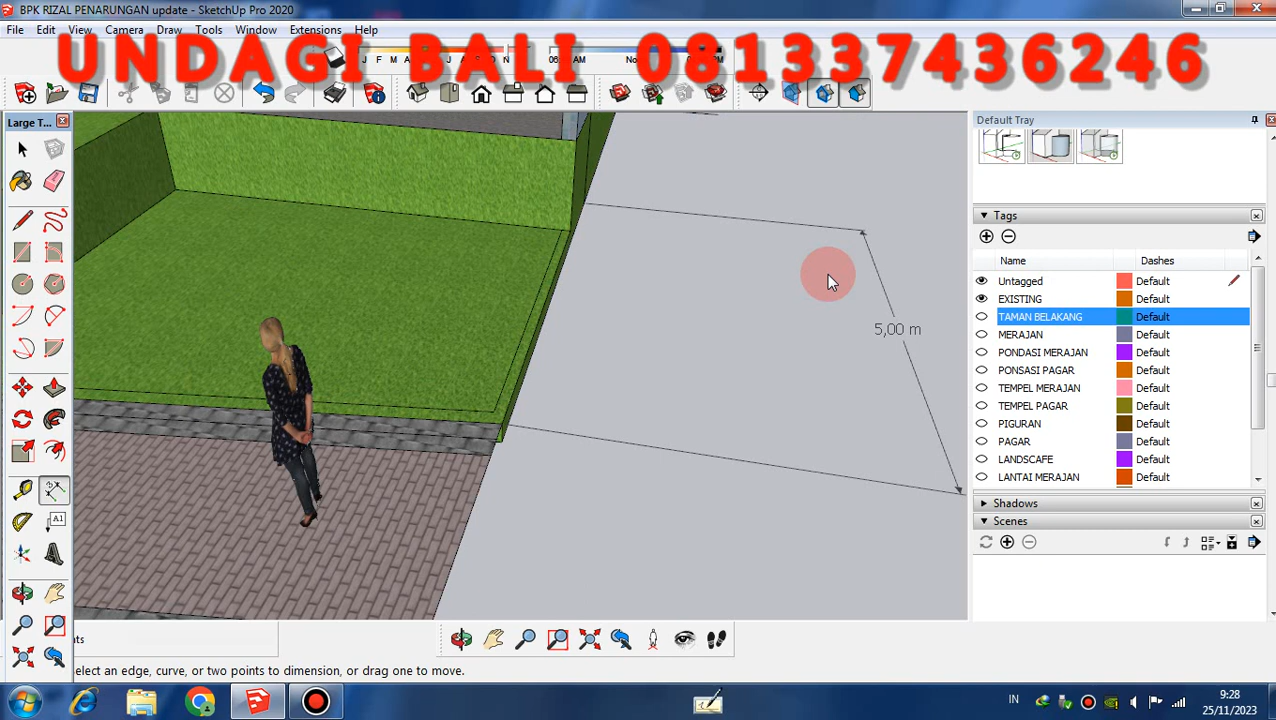 BPK RIZAL PENARUNGAN update - SketchUp Pro 2020
File Edit View Camera Draw Tools Window Extensions Help
UNDAGI BALI 081337436246
J F M A M
Large T...
Default Tray
Tags
Name Dashes
Untagged Default
EXISTING Default
TAMAN BELAKANG Default
MERAJAN Default
PONDASI MERAJAN Default
PONSASI PAGAR Default
TEMPEL MERAJAN Default
TEMPEL PAGAR Default
PIGURAN Default
PAGAR Default
LANDSCAFE Default
LANTAI MERAJAN Default
5,00 m
A1
Shadows
Scenes
nts
elect an edge, curve, or two points to dimension, or drag one to move.
IN
9:28
25/11/2023